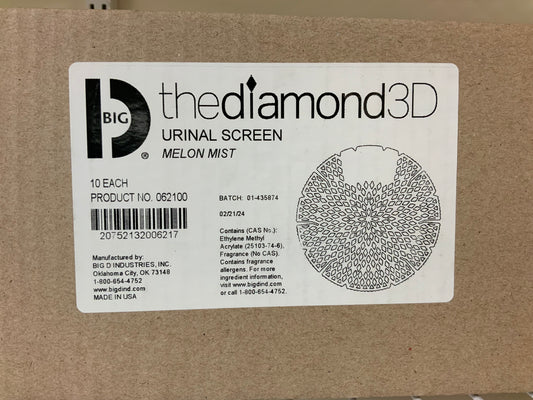 BIG D ®
thediamond3D
URINAL SCREEN
MELON MIST
10 EACH
PRODUCT NO. 062100
20752132006217
Manufactured by:
BIG D INDUSTRIES, INC.
Oklahoma City, OK 73148
1-800-654-4752
www.bigdind.com
MADE IN USA
BATCH: 01-435874
02/21/24
Contains (CAS No.):
Ethylene Methyl
Acrylate (25103-74-6),
Fragrance (No CAS).
Contains fragrance
allergens. For more
ingredient information,
visit www.bigdind.com
or call 1-800-654-4752.